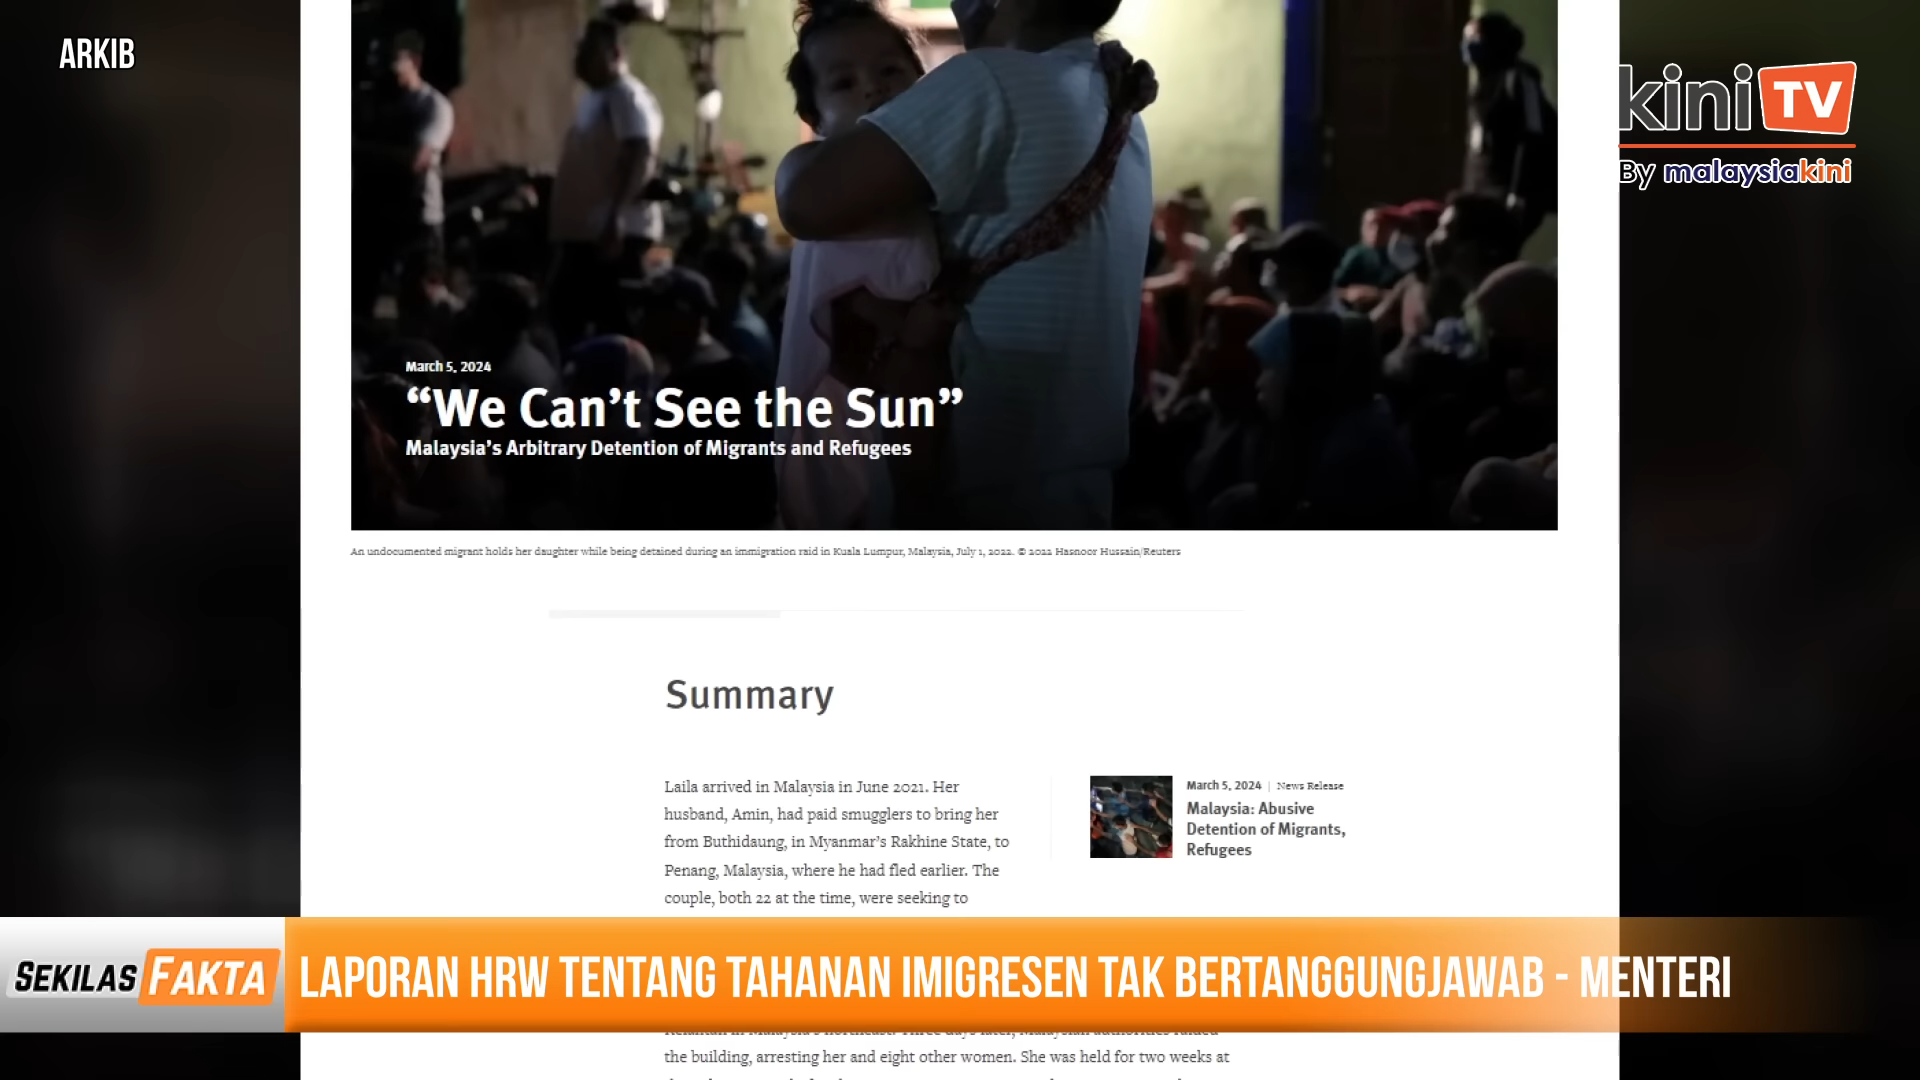 ARKIB
kini TV
By malaysiakini
March 5, 2024
“We Can’t See the Sun”
Malaysia’s Arbitrary Detention of Migrants and Refugees
An undocumented migrant holds her daughter while being detained during an immigration raid in Kuala Lumpur, Malaysia, July 1, 2022. © 2022 Hasnoor Hussain/Reuters
Summary
Laila arrived in Malaysia in June 2021. Her
husband, Amin, had paid smugglers to bring her
from Buthidaung, in Myanmar’s Rakhine State, to
Penang, Malaysia, where he had fled earlier. The
couple, both 22 at the time, were seeking to
March 5, 2024 | News Release
Malaysia: Abusive
Detention of Migrants,
Refugees
SEKILAS FAKTA
LAPORAN HRW TENTANG TAHANAN IMIGRESEN TAK BERTANGGUNGJAWAB - MENTERI
the building, arresting her and eight other women. She was held for two weeks at